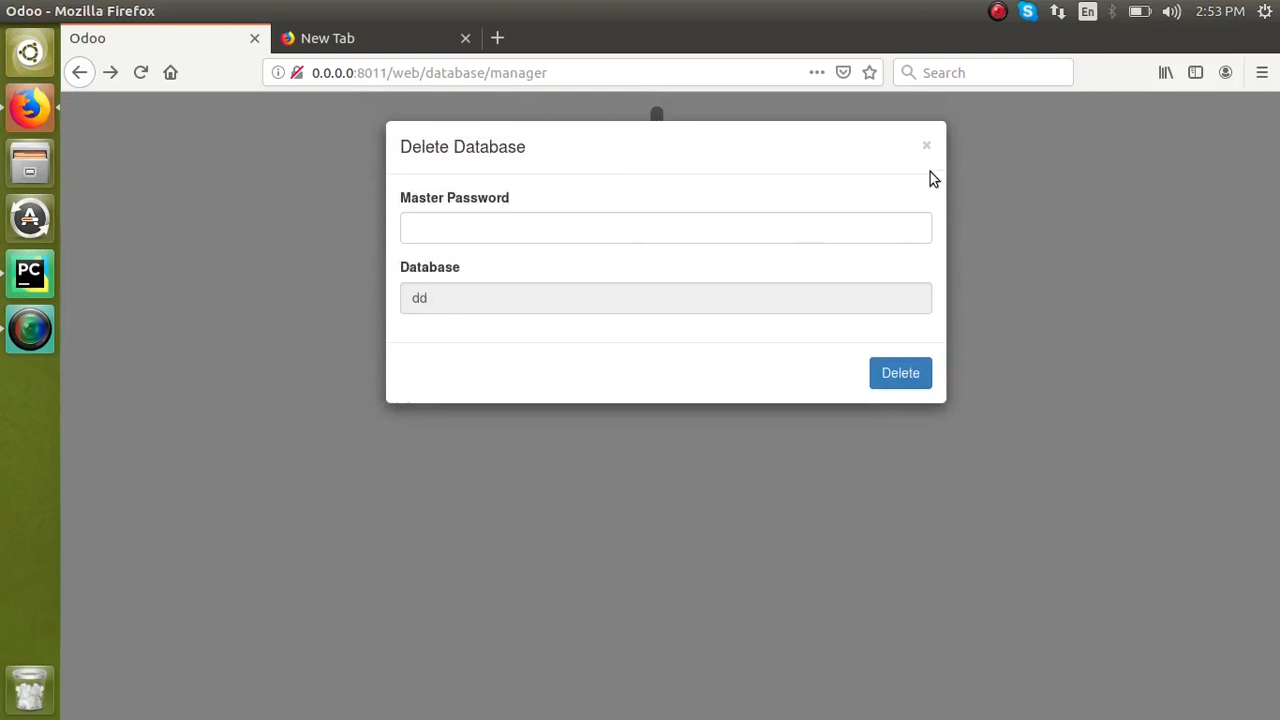 Odoo - Mozilla Firefox
En
2:53 PM
Odoo
New Tab
0.0.0.0:8011/web/database/manager
Search
Delete Database
×
Master Password
Database
dd
Delete
PC